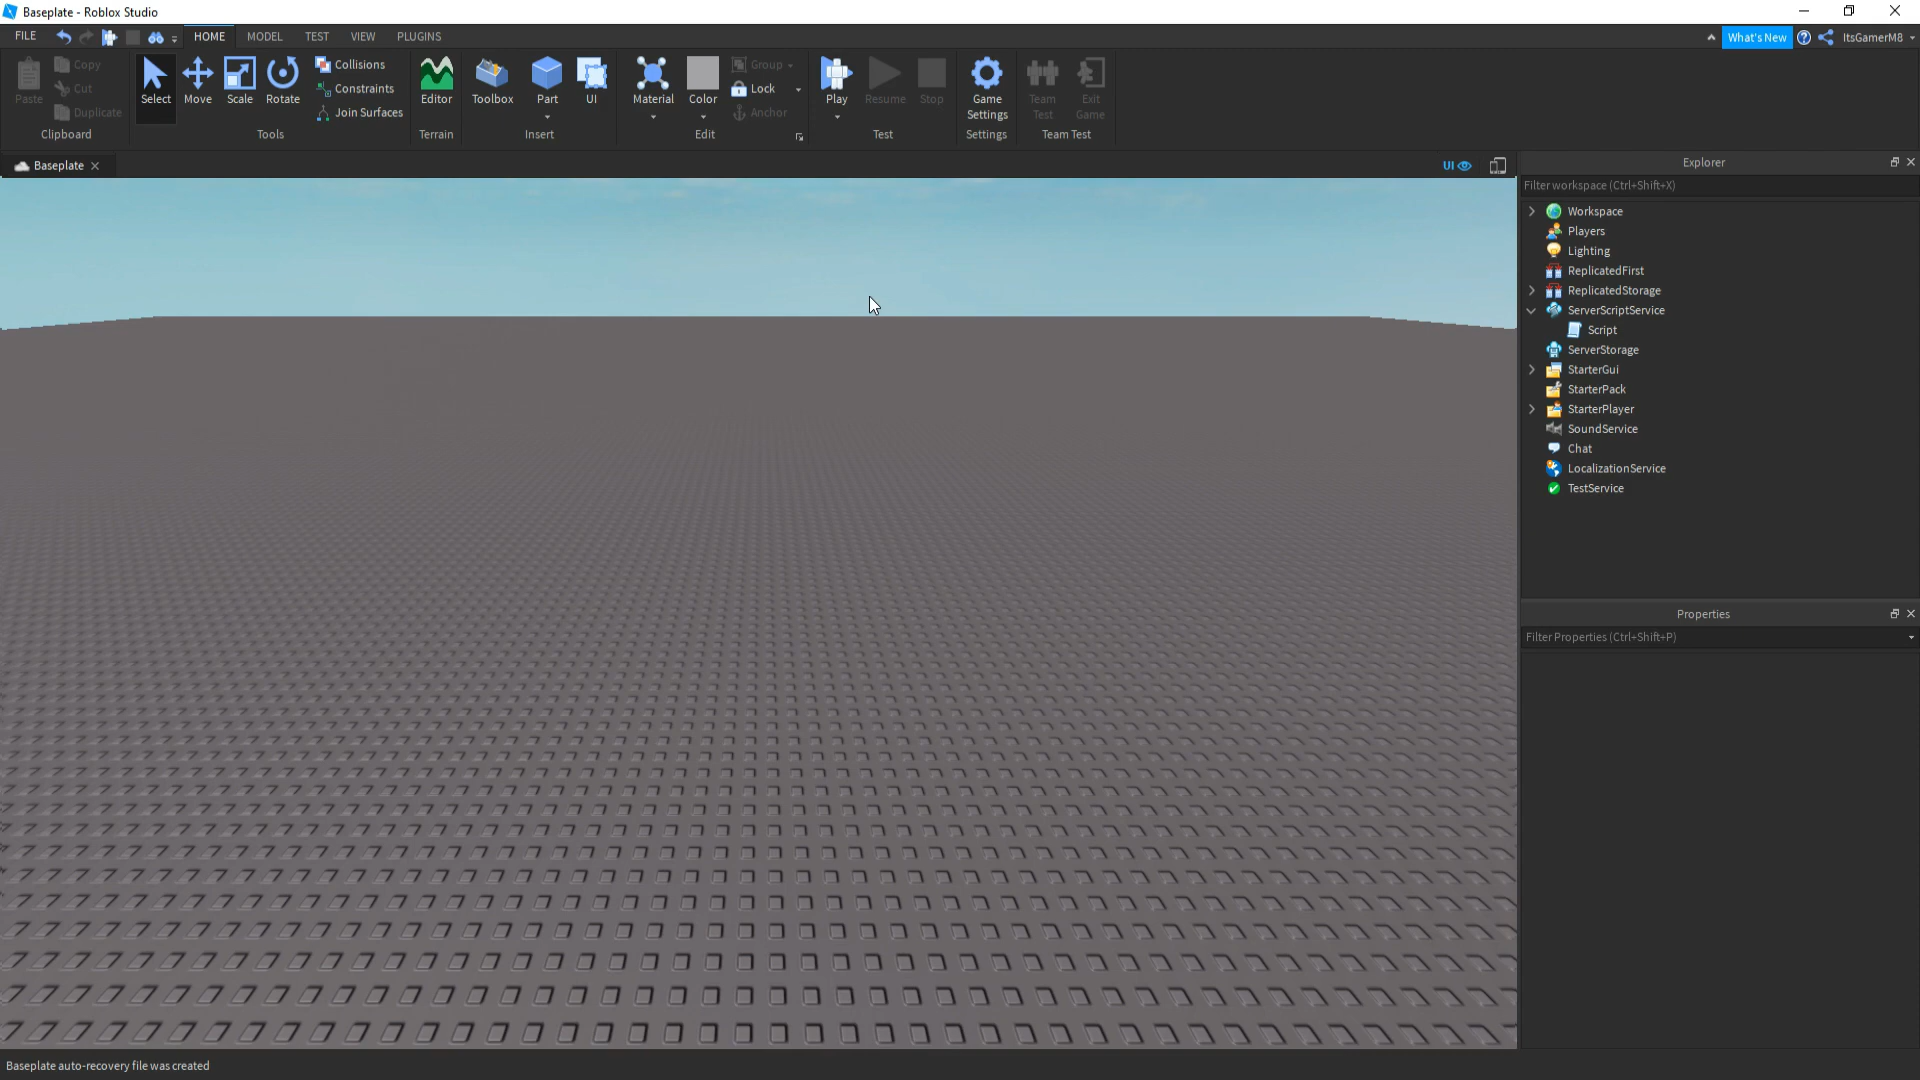 Baseplate - Roblox Studio
FILE
HOME
MODEL
TEST
VIEW
PLUGINS
What's New
ItsGamerM8
Paste
Copy
Cut
Duplicate
Clipboard
Select
Move
Scale
Rotate
Collisions
Constraints
Join Surfaces
Tools
Editor
Terrain
Toolbox
Part
UI
Insert
Material
Color
Group
Lock
Anchor
Edit
Play
Resume
Stop
Test
Game
Settings
Settings
Team
Test
Exit
Game
Team Test
Baseplate
UI
Explorer
Filter workspace (Ctrl+Shift+X)
Workspace
Players
Lighting
ReplicatedFirst
ReplicatedStorage
ServerScriptService
Script
ServerStorage
StarterGui
StarterPack
StarterPlayer
SoundService
Chat
LocalizationService
TestService
Properties
Filter Properties (Ctrl+Shift+P)
Baseplate auto-recovery file was created